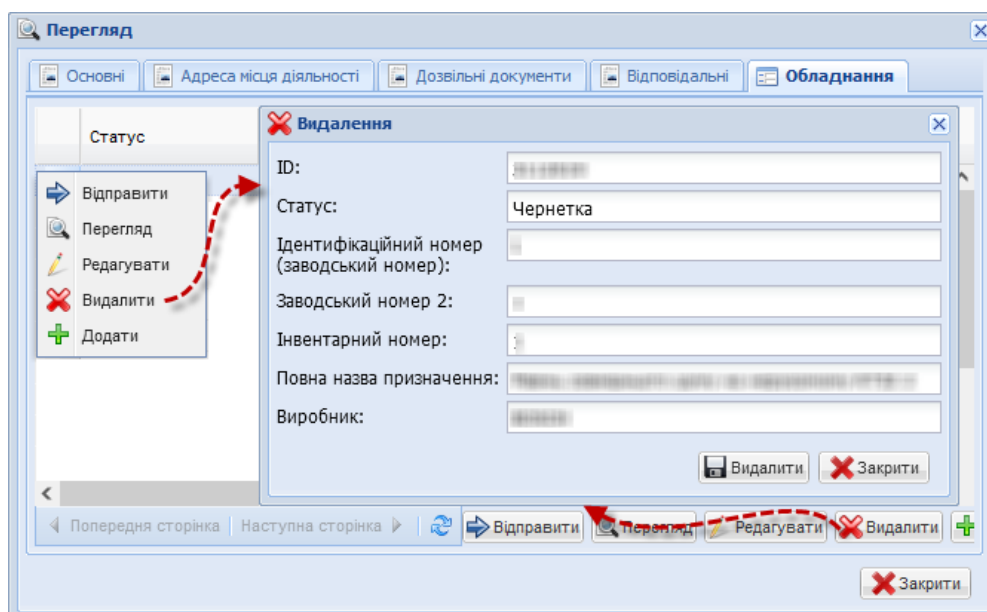 Перегляд
Основні
Адреса місця діяльності
Дозвільні документи
Відповідальні
Обладнання
Статус
Відправити
Перегляд
Редагувати
Видалити
Додати
Видалення
ID:
Статус:
Чернетка
Ідентифікаційний номер
(заводський номер):
Заводський номер 2:
Інвентарний номер:
Повна назва призначення:
Виробник:
Видалити
Закрити
Попередня сторінка
Наступна сторінка
Відправити
Перегляд
Редагувати
Видалити
Закрити